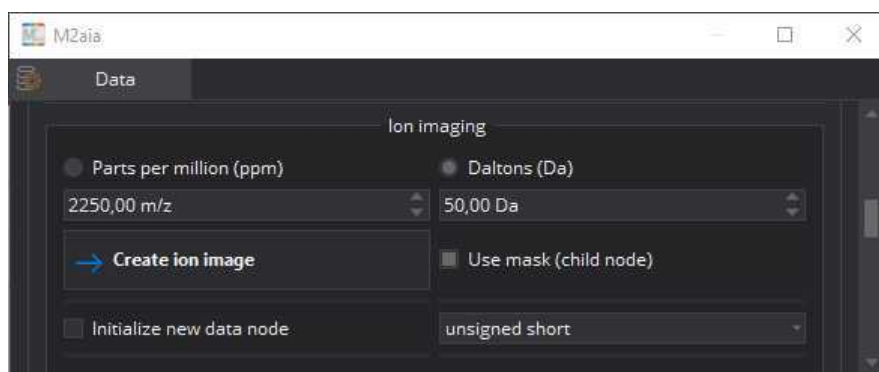 M2aia
Data
Ion imaging
Parts per million (ppm)
Daltons (Da)
2250,00 m/z
50,00 Da
Create ion image
Use mask (child node)
Initialize new data node
unsigned short